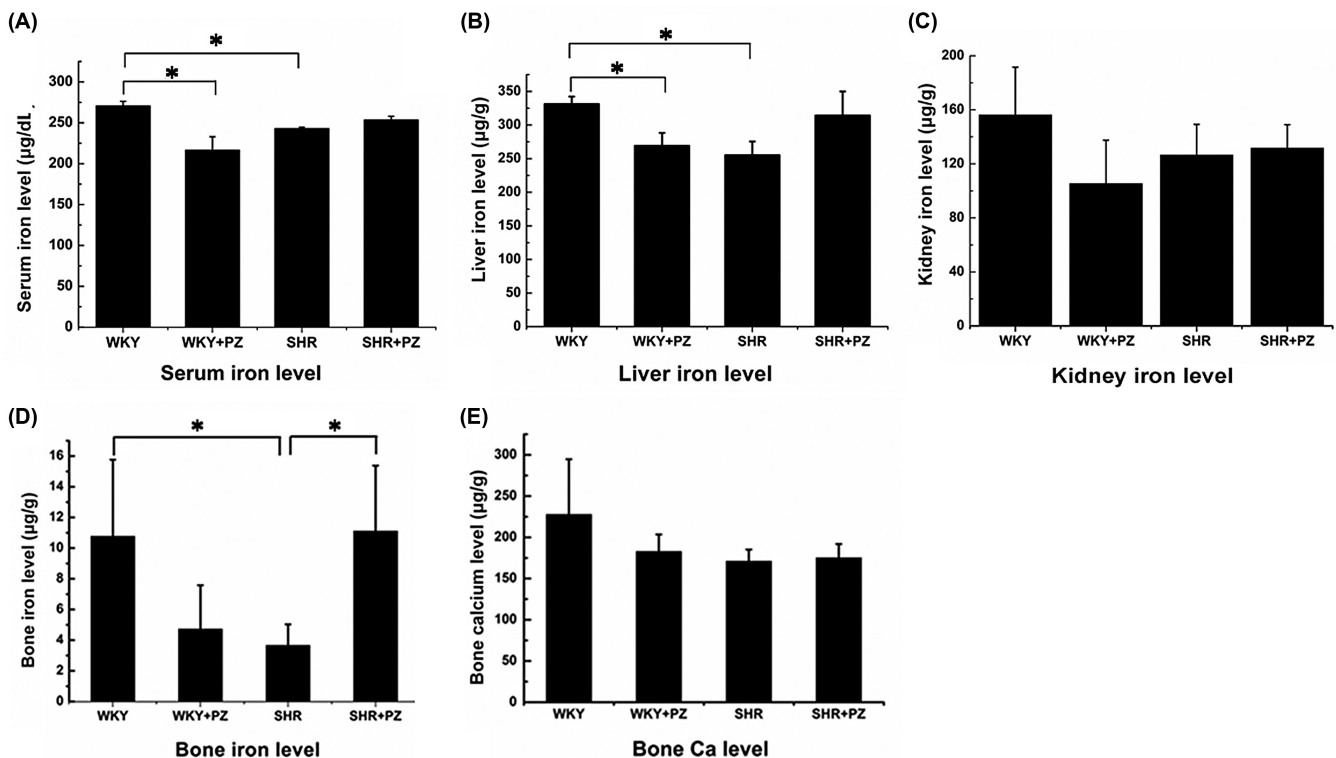 (A)
*
*
Serum iron level (µg/dL)
300
250
200
150
100
50
0
WKY
WKY+PZ
SHR
SHR+PZ
Serum iron level
(B)
*
*
Liver iron level (µg/g)
350
300
250
300
250
150
100
50
0
WKY
WKY+PZ
SHR
SHR+PZ
Liver iron level
(C)
Kidney iron level (µg/g)
200
160
120
80
40
0
WKY
WKY+PZ
SHR
SHR+PZ
Kidney iron level
(D)
*
*
Bone iron level (µg/g)
16
14
12
10
8
6
4
2
0
WKY
WKY+PZ
SHR
SHR+PZ
Bone iron level
(E)
Bone calcium level (µg/g)
300
250
200
150
100
50
0
WKY
WKY+PZ
SHR
SHR+PZ
Bone Ca level